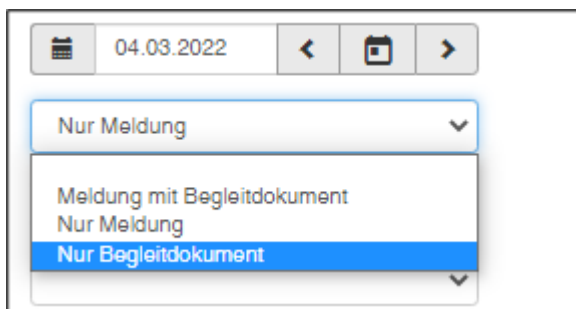 04.03.2022
Nur Meldung
Meldung mit Begleitdokument
Nur Meldung
Nur Begleitdokument